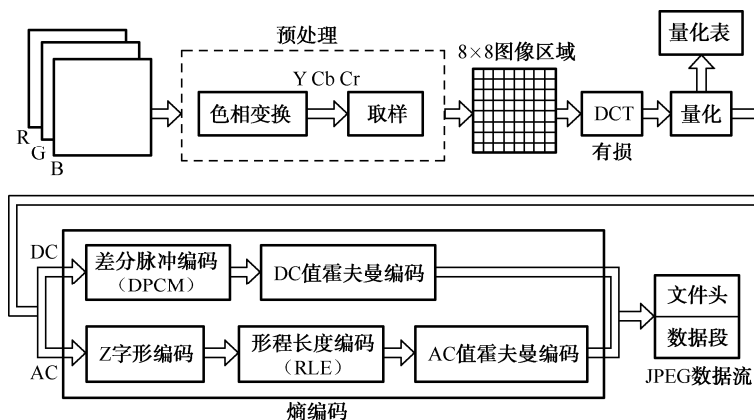 预处理
8×8图像区域
量化表
Y Cb Cr
色相变换
取样
DCT
量化
有损
R
G
B
DC
差分脉冲编码
（DPCM）
DC值霍夫曼编码
文件头
数据段
Z字形编码
形程长度编码
（RLE）
AC值霍夫曼编码
AC
JPEG数据流
熵编码